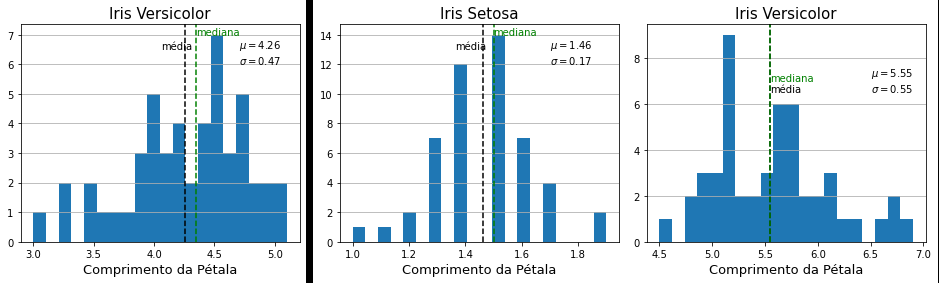 Iris Versicolor
mediana
média
μ = 4.26
σ = 0.47
7
6
5
4
3
2
1
0
3.0 3.5 4.0 4.5 5.0
Comprimento da Pétala
Iris Setosa
mediana
média
μ = 1.46
σ = 0.17
14
12
10
8
6
4
2
0
1.0 1.2 1.4 1.6 1.8
Comprimento da Pétala
Iris Versicolor
mediana
média
μ = 5.55
σ = 0.55
8
6
4
2
0
4.5 5.0 5.5 6.0 6.5 7.0
Comprimento da Pétala